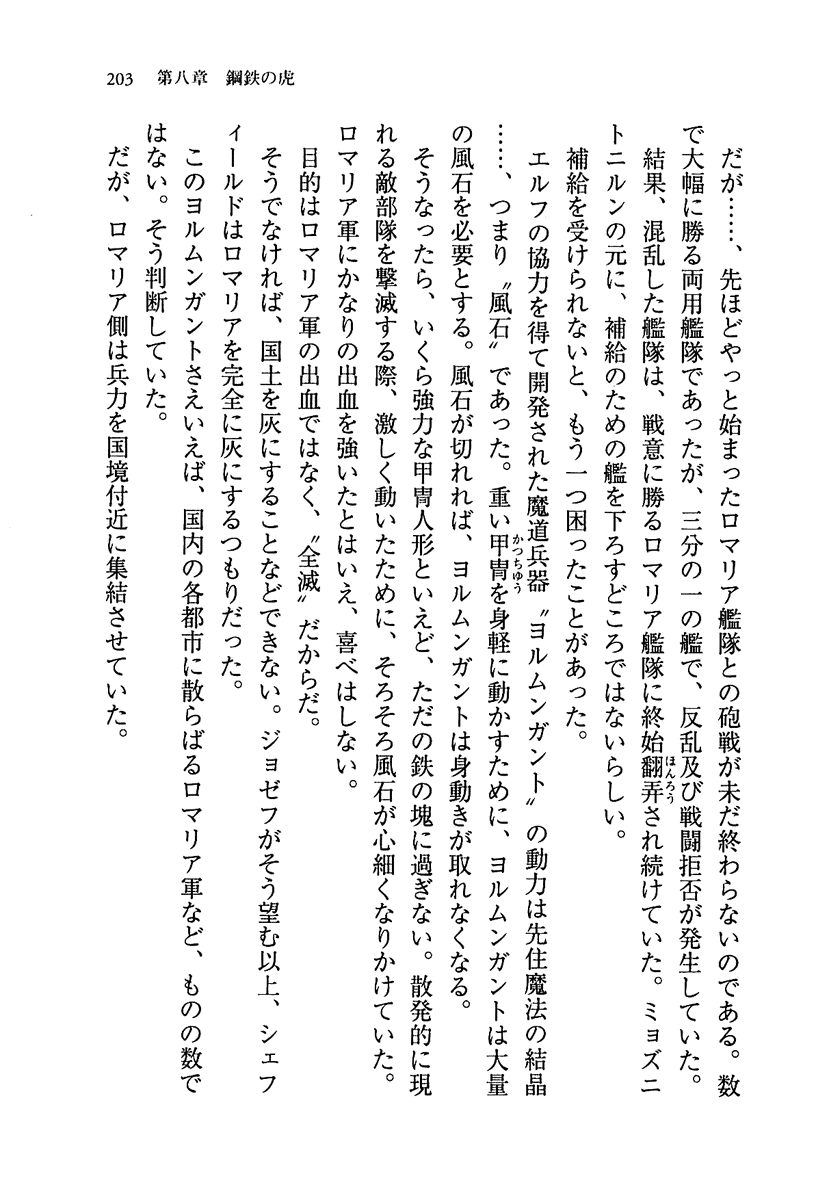 203　第八章　鋼鉄の虎
　だが……、先ほどやっと始まったロマリア艦隊との砲戦が未だ終わらないのである。数
で大幅に勝る両用艦隊であったが、三分の一の艦で、反乱及び戦闘拒否が発生していた。
　結果、混乱した艦隊は、戦意に勝るロマリア艦隊に終始翻弄され続けていた。ミョズニ
トニルンの元に、補給のための艦を下ろすどころではないらしい。
　補給を受けられないと、もう一つ困ったことがあった。
　エルフの協力を得て開発された魔道兵器〝ヨルムンガント〟の動力は先住魔法の結晶
……、つまり〝風石〟であった。重い甲冑を身軽に動かすために、ヨルムンガントは大量
の風石を必要とする。風石が切れれば、ヨルムンガントは身動きが取れなくなる。
　そうなったら、いくら強力な甲冑人形といえど、ただの鉄の塊に過ぎない。散発的に現
れる敵部隊を撃滅する際、激しく動いたために、そろそろ風石が心細くなりかけていた。
ロマリア軍にかなりの出血を強いたとはいえ、喜べはしない。
　目的はロマリア軍の出血ではなく、〝全滅〟だからだ。
　そうでなければ、国土を灰にすることなどできない。ジョゼフがそう望む以上、シェフ
ィールドはロマリアを完全に灰にするつもりだった。
　このヨルムンガントさえいえば、国内の各都市に散らばるロマリア軍など、ものの数で
はない。そう判断していた。
　だが、ロマリア側は兵力を国境付近に集結させていた。
ほんろう
かつちゆう